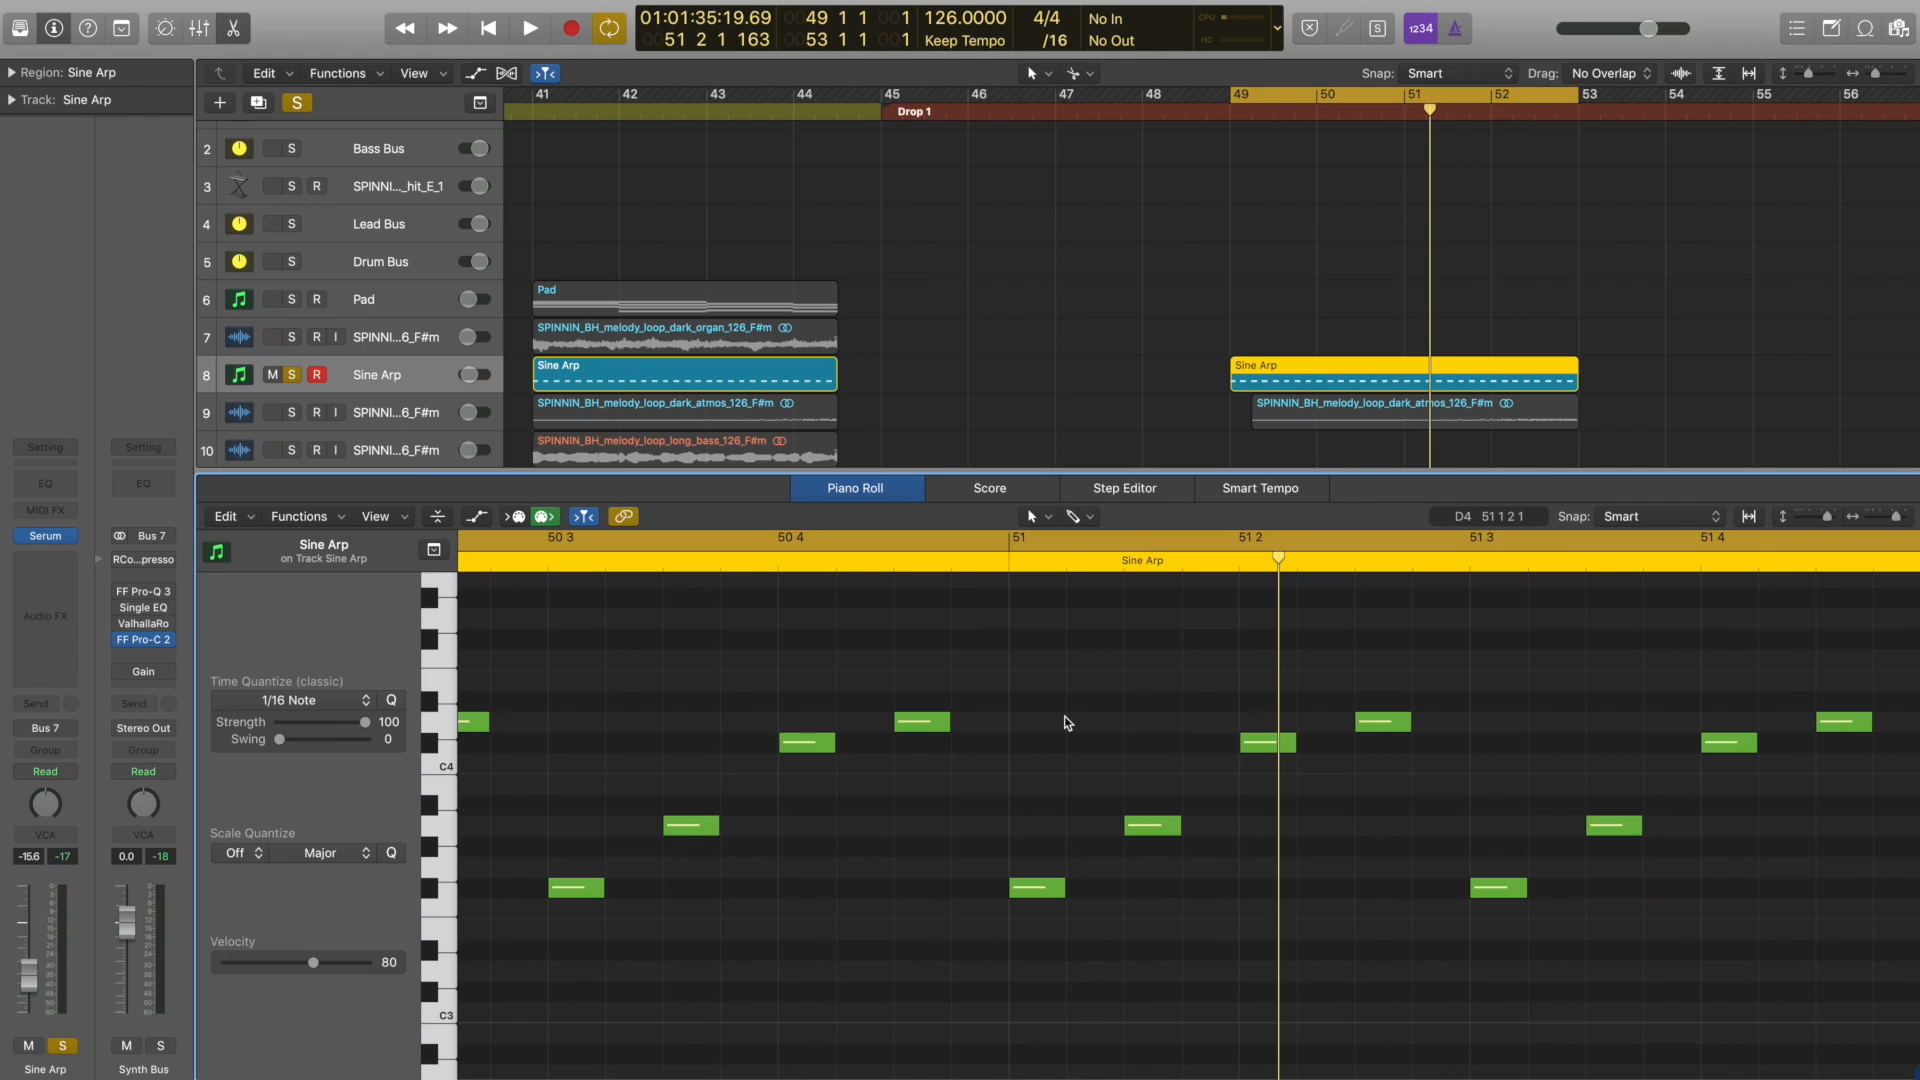 01:01:35:19.69
0051 2 1 163
0049 1 1 001
0053 1 1 001
126.0000
Keep Tempo
4/4
/16
No In
No Out
CPU
HD
S
1234
Region: Sine Arp
Track: Sine Arp
Edit Functions View
Snap: Smart
Drag: No Overlap
S
41 42 43 44 45 46 47 48 49 50 51 52 53 54 55 56
Drop 1
2 S Bass Bus
3 S R SPINNI..._hit_E_1
4 S Lead Bus
5 S Drum Bus
6 S R Pad
7 S R I SPINNI...6_F#m
8 M S R Sine Arp
9 S R I SPINNI...6_F#m
10 S R I SPINNI...6_F#m
Pad
SPINNIN_BH_melody_loop_dark_organ_126_F#m
Sine Arp
Sine Arp
SPINNIN_BH_melody_loop_dark_atmos_126_F#m
SPINNIN_BH_melody_loop_dark_atmos_126_F#m
SPINNIN_BH_melody_loop_long_bass_126_F#m
Piano Roll Score Step Editor Smart Tempo
Edit Functions View
D4 51 1 2 1
Snap: Smart
Sine Arp
on Track Sine Arp
50 3 50 4 51 51 2 51 3 51 4
Sine Arp
Time Quantize (classic)
1/16 Note Q
Strength 100
Swing 0
Scale Quantize
Off Major Q
Velocity
80
C4
C3
Setting Setting
EQ EQ
MIDI FX
Serum Bus 7
RCo...presso
FF Pro-Q 3
Single EQ
ValhallaRo
FF Pro-C 2
Audio FX
Gain
Send Send
Bus 7 Stereo Out
Group Group
Read Read
VCA VCA
-15.6 -17 0.0 -18
M S M S
Sine Arp Synth Bus